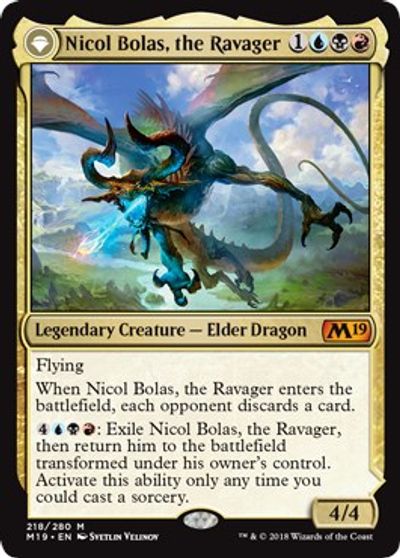 Nicol Bolas, the Ravager 1
Legendary Creature — Elder Dragon M19
Flying
When Nicol Bolas, the Ravager enters the
battlefield, each opponent discards a card.
4: Exile Nicol Bolas, the Ravager,
then return him to the battlefield
transformed under his owner's control.
Activate this ability only any time you
could cast a sorcery.
4/4
218/280 M
M19 • EN Svetlin Velinov
™ & © 2018 Wizards of the Coast